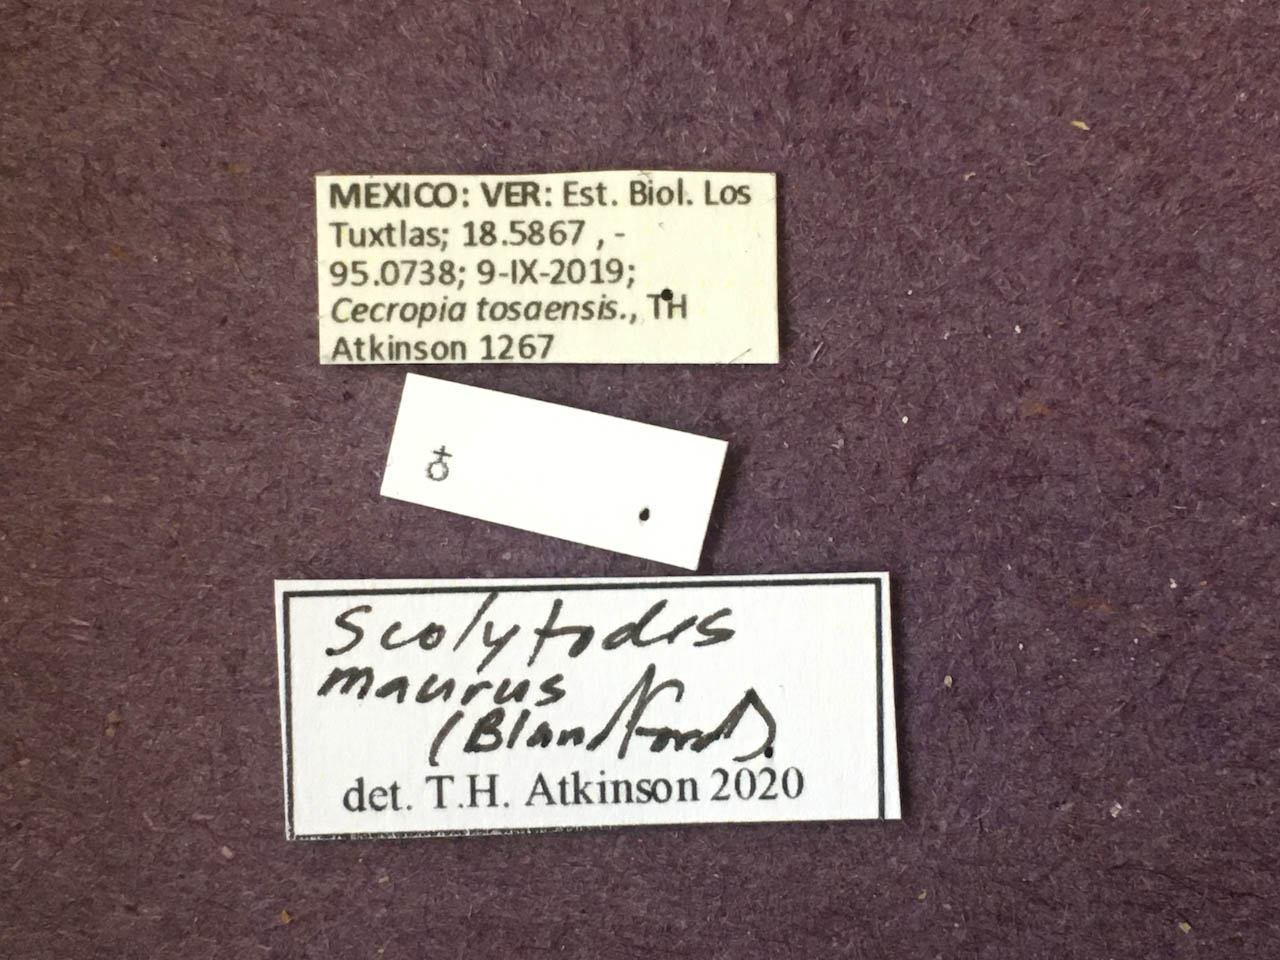 MEXICO: VER: Est. Biol. Los
Tuxtlas; 18.5867 , -
95.0738; 9-IX-2019;
Cecropia tosaensis., TH
Atkinson 1267
♁
Scolytodes
maurus
(Blandford).
det. T.H. Atkinson 2020